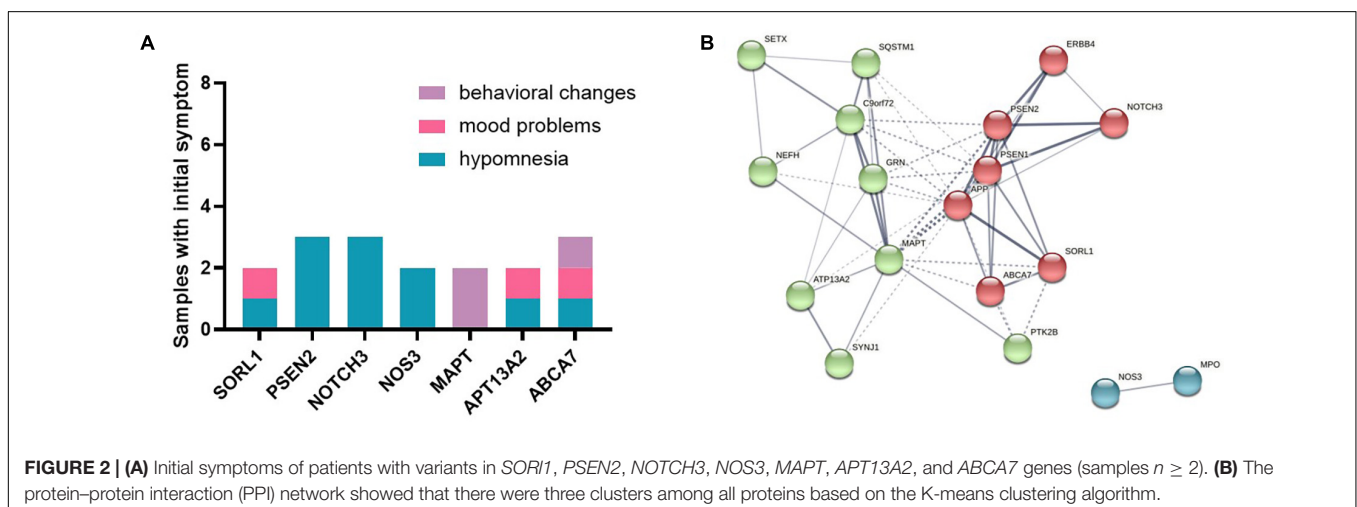 A
Samples with initial symptom
8
6
4
2
0
behavioral changes
mood problems
hypomnesia
SORL1
PSEN2
NOTCH3
NOS3
MAPT
APT13A2
ABCA7
B
SETX
SQSTM1
ERBB4
C9orf72
PSEN2
NOTCH3
NEFH
GRN
PSEN1
APP
MAPT
SORL1
ATP13A2
ABCA7
SYNJ1
PTK2B
NOS3
MPO
FIGURE 2 | (A) Initial symptoms of patients with variants in SORl1, PSEN2, NOTCH3, NOS3, MAPT, APT13A2, and ABCA7 genes (samples n ≥ 2). (B) The
protein–protein interaction (PPI) network showed that there were three clusters among all proteins based on the K-means clustering algorithm.